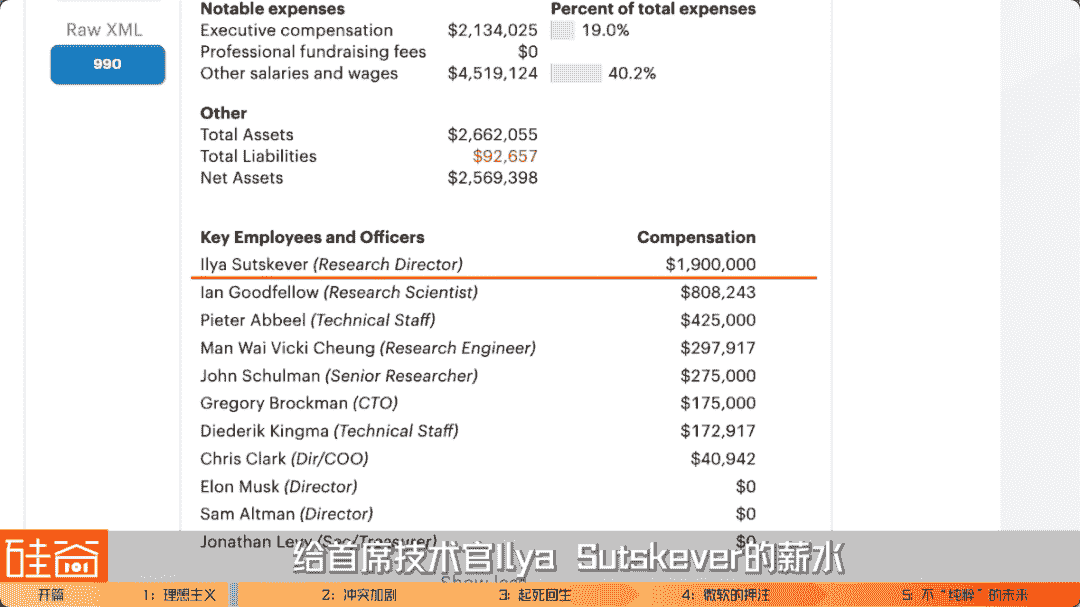 Raw XML
990
Notable expenses Percent of total expenses
Executive compensation $2,134,025 19.0%
Professional fundraising fees $0
Other salaries and wages $4,519,124 40.2%
Other
Total Assets $2,662,055
Total Liabilities $92,657
Net Assets $2,569,398
Key Employees and Officers Compensation
Ilya Sutskever (Research Director) $1,900,000
Ian Goodfellow (Research Scientist) $808,243
Pieter Abbeel (Technical Staff) $425,000
Man Wai Vicki Cheung (Research Engineer) $297,917
John Schulman (Senior Researcher) $275,000
Gregory Brockman (CTO) $175,000
Diederik Kingma (Technical Staff) $172,917
Chris Clark (Dir/COO) $40,942
Elon Musk (Director) $0
Sam Altman (Director) $0
Jonathan Levy (Sec/Treasurer) $0
硅谷101
给首席技术官Ilya Sutskever的薪水
开篇 1：理想主义 2：冲突加剧 3：起死回生 4：微软的押注 5：不“纯粹”的未来